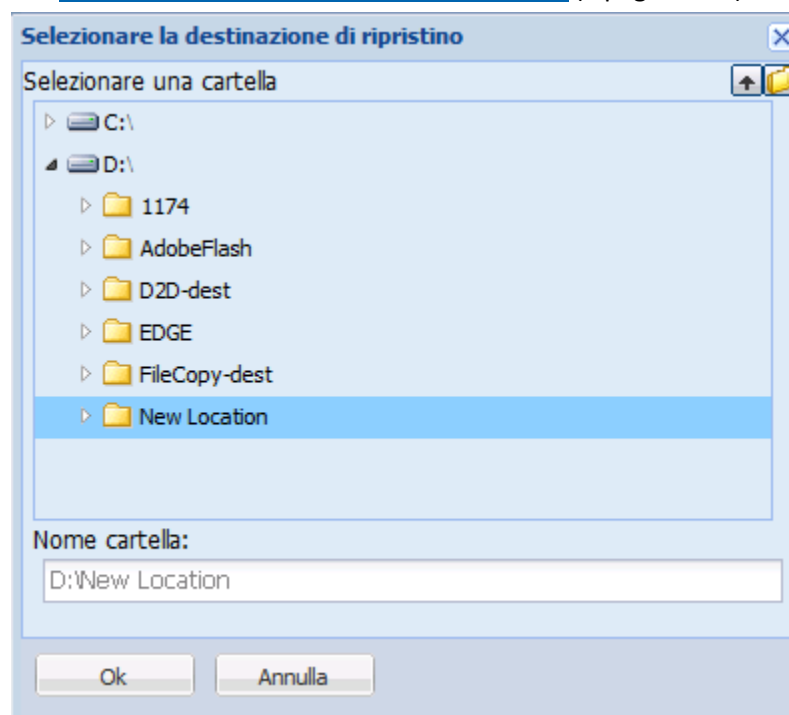 Selezionare la destinazione di ripristino
Selezionare una cartella
C:\
D:\
1174
AdobeFlash
D2D-dest
EDGE
FileCopy-dest
New Location
Nome cartella:
D:\New Location
Ok
Annulla